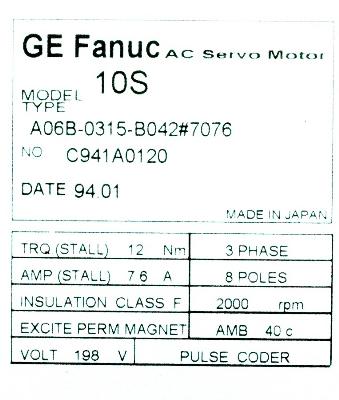 GE Fanuc AC Servo Motor
MODEL 10S
TYPE
A06B-0315-B042#7076
NO C941A0120
DATE 94.01
MADE IN JAPAN
TRQ (STALL) 12 Nm 3 PHASE
AMP (STALL) 7 6 A 8 POLES
INSULATION CLASS F 2000 rpm
EXCITE PERM MAGNET AMB 40 c
VOLT 198 V PULSE CODER